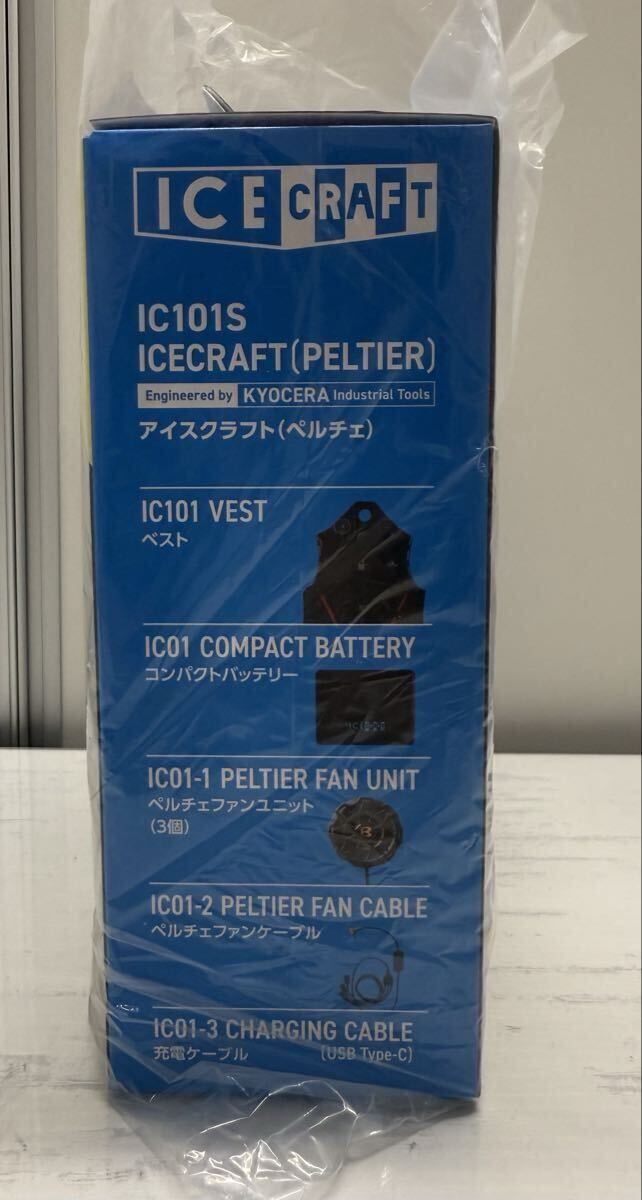 ICE CRAFT
IC101S
ICECRAFT(PELTIER)
Engineered by KYOCERA Industrial Tools
アイスクラフト(ペルチェ)
IC101 VEST
ベスト
IC01 COMPACT BATTERY
コンパクトバッテリー
IC01-1 PELTIER FAN UNIT
ペルチェファンユニット
(3個)
B
IC01-2 PELTIER FAN CABLE
ペルチェファンケーブル
IC01-3 CHARGING CABLE
充電ケーブル (USB Type-C)